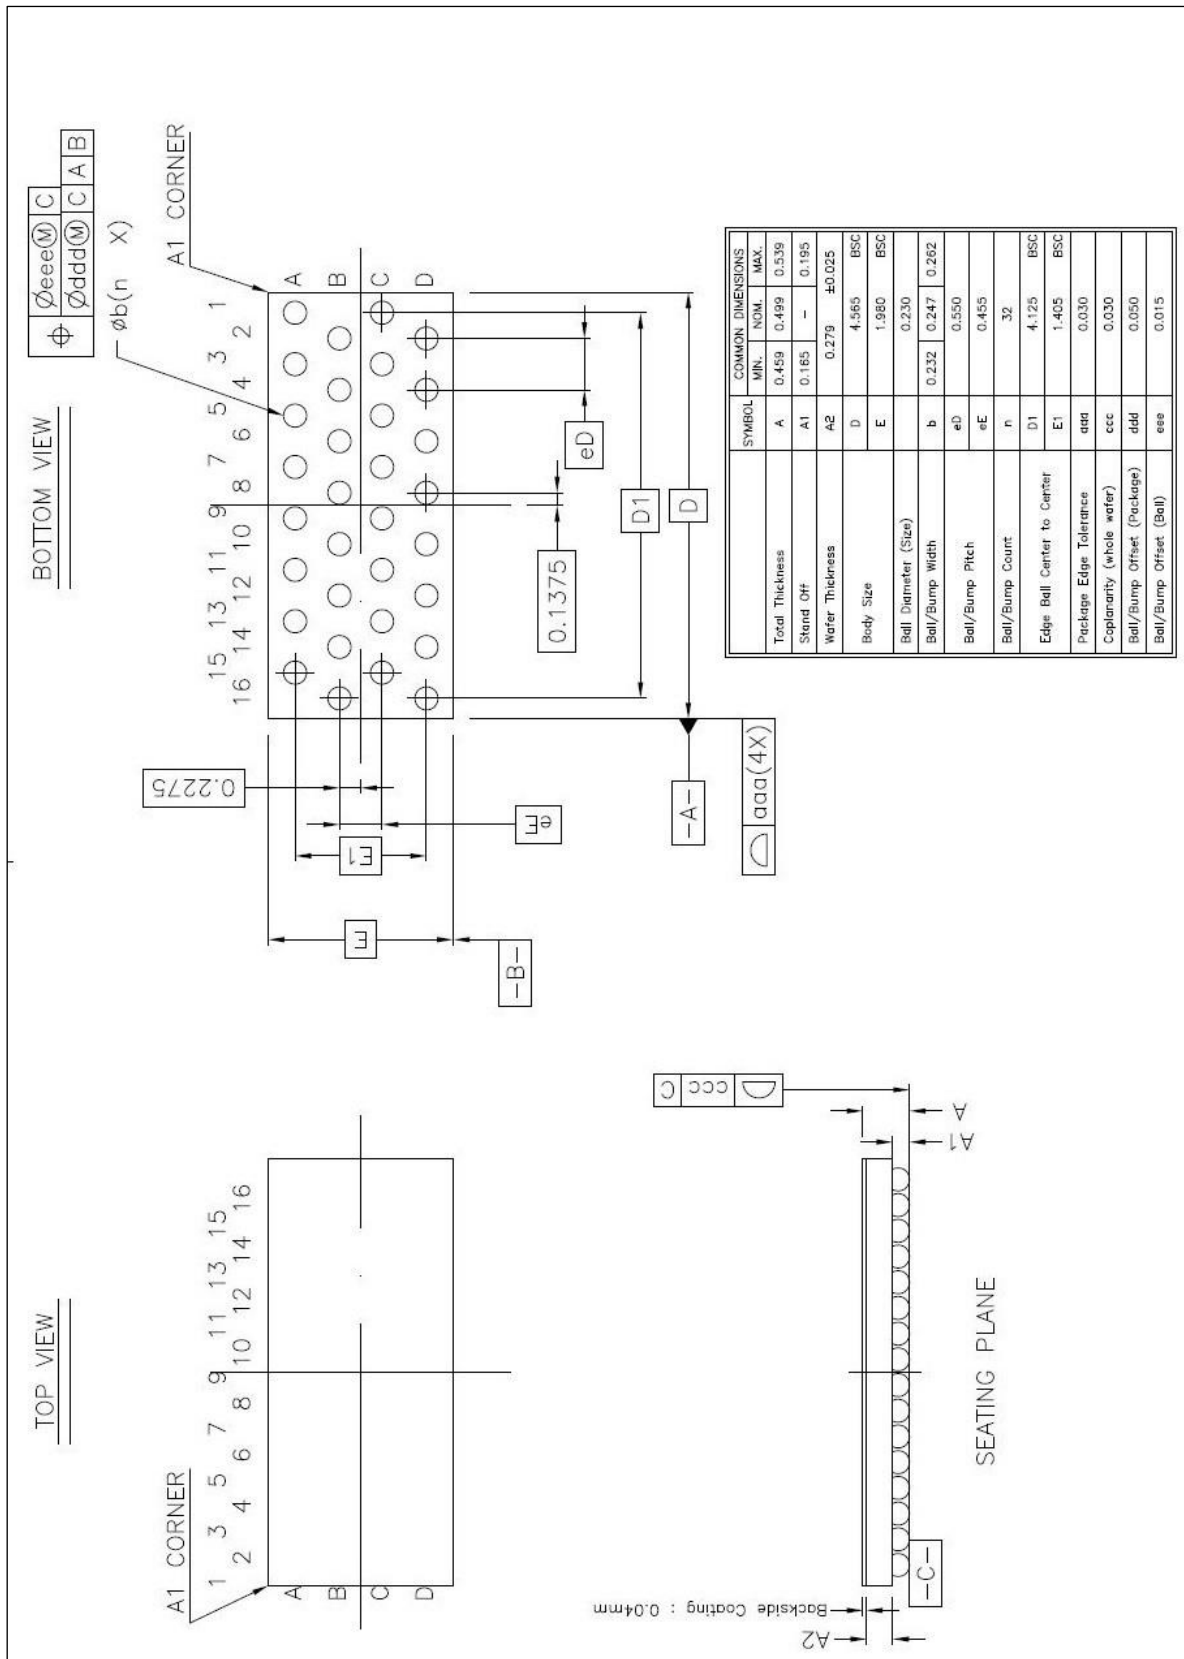 TOP VIEW
A1 CORNER
1 2 3 4 5 6 7 8 9 10 11 12 13 14 15 16
A
B
C
D
BOTTOM VIEW
Øeee Ⓜ C
Øddd Ⓜ C A B
Øb(n X)
A1 CORNER
16 15 14 13 12 11 10 9 8 7 6 5 4 3 2 1
A
B
C
D
0.2275
eE
E1
E
-B-
0.1375
eD
D1
D
-A-
aaa(4X)
Backside Coating : 0.04mm
A2
-C-
SEATING PLANE
ccc C
A1
A
SYMBOL COMMON DIMENSIONS
MIN. NOM. MAX.
Total Thickness A 0.459 0.499 0.539
Stand Off A1 0.165 – 0.195
Wafer Thickness A2 0.279 ±0.025
Body Size D 4.565 BSC
E 1.980 BSC
Ball Diameter (Size) 0.230
Ball/Bump Width b 0.232 0.247 0.262
Ball/Bump Pitch eD 0.550
eE 0.455
Ball/Bump Count n 32
Edge Ball Center to Center D1 4.125 BSC
E1 1.405 BSC
Package Edge Tolerance aaa 0.030
Coplanarity (whole wafer) ccc 0.030
Ball/Bump Offset (Package) ddd 0.050
Ball/Bump Offset (Ball) eee 0.015